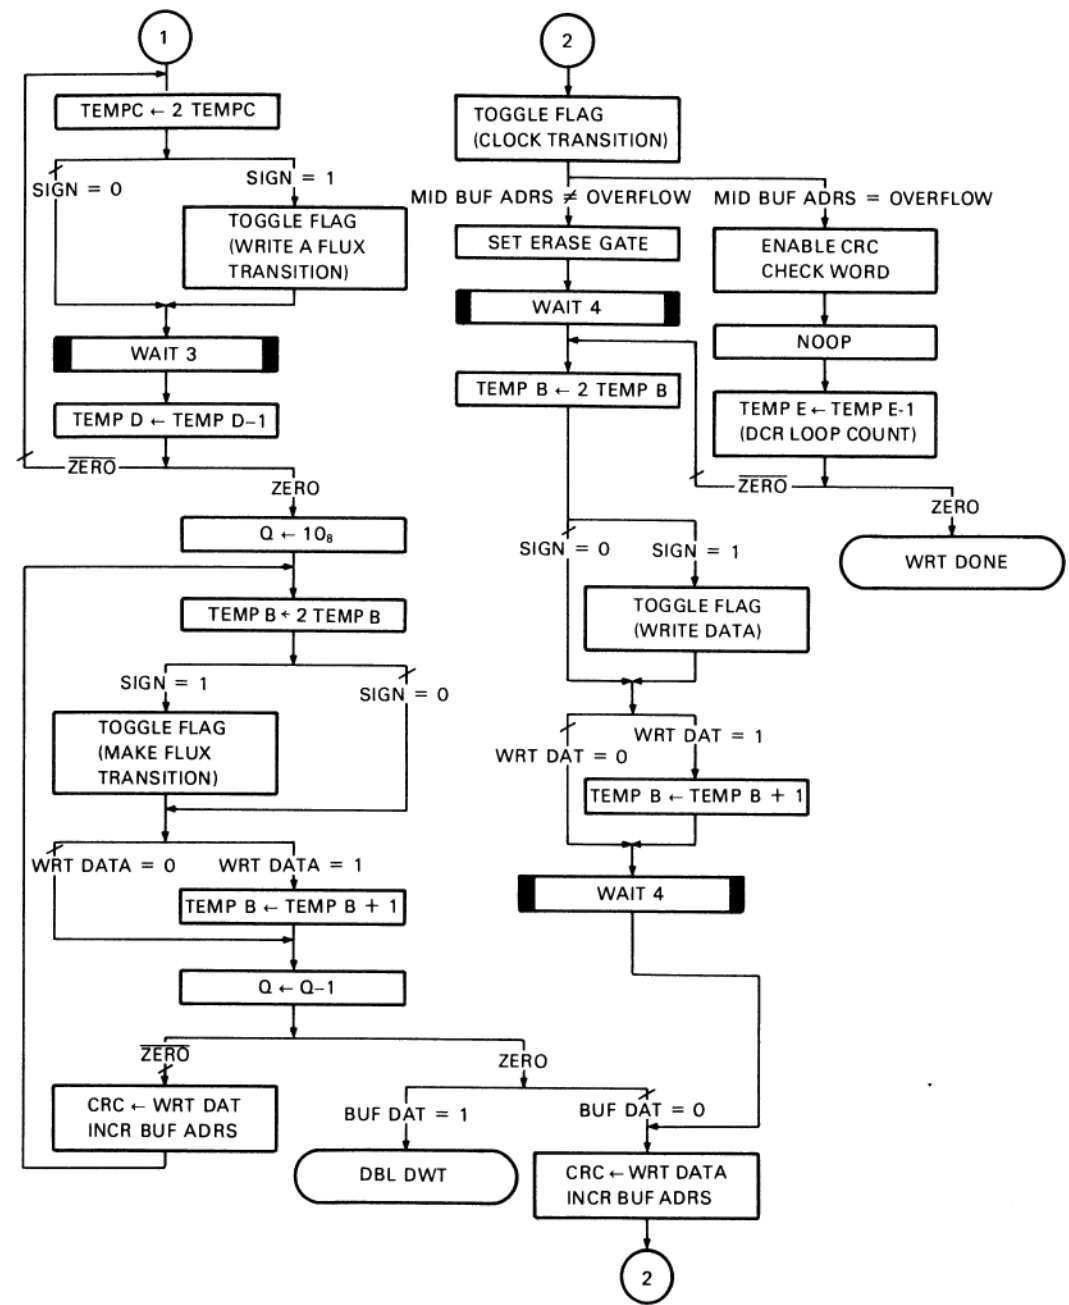 1
TEMPC ← 2 TEMPC
SIGN = 0
SIGN = 1
TOGGLE FLAG
(WRITE A FLUX
TRANSITION)
WAIT 3
TEMP D ← TEMP D–1
Z̅E̅R̅O̅
ZERO
Q ← 10₈
TEMP B ← 2 TEMP B
SIGN = 1
SIGN = 0
TOGGLE FLAG
(MAKE FLUX
TRANSITION)
WRT DATA = 0
WRT DATA = 1
TEMP B ← TEMP B + 1
Q ← Q–1
Z̅E̅R̅O̅
ZERO
CRC ← WRT DAT
INCR BUF ADRS
BUF DAT = 1
BUF DAT = 0
DBL DWT
2
TOGGLE FLAG
(CLOCK TRANSITION)
MID BUF ADRS ≠ OVERFLOW
MID BUF ADRS = OVERFLOW
SET ERASE GATE
ENABLE CRC
CHECK WORD
WAIT 4
NOOP
TEMP B ← 2 TEMP B
TEMP E ← TEMP E-1
(DCR LOOP COUNT)
Z̅E̅R̅O̅
ZERO
WRT DONE
SIGN = 0
SIGN = 1
TOGGLE FLAG
(WRITE DATA)
WRT DAT = 1
WRT DAT = 0
TEMP B ← TEMP B + 1
WAIT 4
CRC ← WRT DATA
INCR BUF ADRS
2